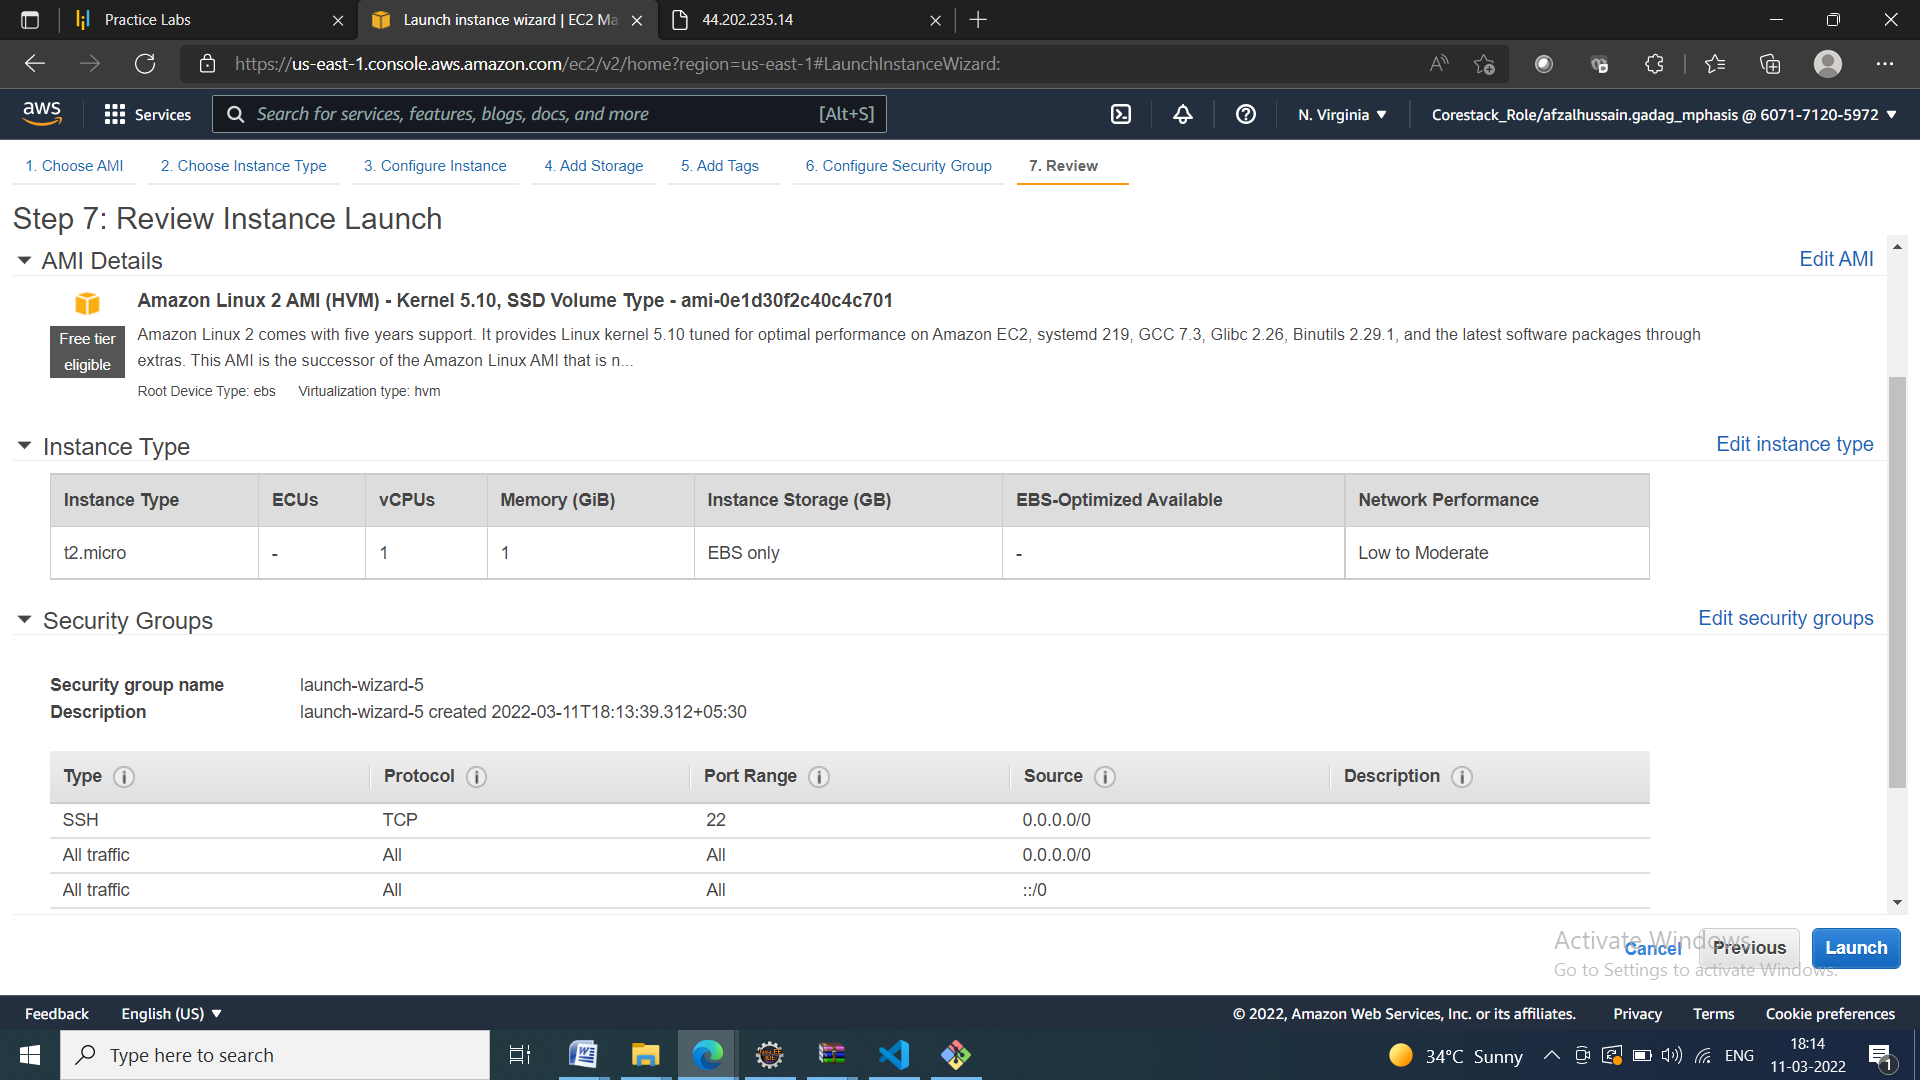 Practice Labs
Launch instance wizard | EC2 Ma
44.202.235.14
https://us-east-1.console.aws.amazon.com/ec2/v2/home?region=us-east-1#LaunchInstanceWizard:
aws
Services
Search for services, features, blogs, docs, and more
[Alt+S]
N. Virginia
Corestack_Role/afzalhussain.gadag_mphasis @ 6071-7120-5972
1. Choose AMI
2. Choose Instance Type
3. Configure Instance
4. Add Storage
5. Add Tags
6. Configure Security Group
7. Review
Step 7: Review Instance Launch
AMI Details
Edit AMI
Amazon Linux 2 AMI (HVM) - Kernel 5.10, SSD Volume Type - ami-0e1d30f2c40c4c701
Free tier
eligible
Amazon Linux 2 comes with five years support. It provides Linux kernel 5.10 tuned for optimal performance on Amazon EC2, systemd 219, GCC 7.3, Glibc 2.26, Binutils 2.29.1, and the latest software packages through
extras. This AMI is the successor of the Amazon Linux AMI that is n...
Root Device Type: ebs Virtualization type: hvm
Instance Type
Edit instance type
Instance Type ECUs vCPUs Memory (GiB) Instance Storage (GB) EBS-Optimized Available Network Performance
t2.micro - 1 1 EBS only - Low to Moderate
Security Groups
Edit security groups
Security group name launch-wizard-5
Description launch-wizard-5 created 2022-03-11T18:13:39.312+05:30
Type Protocol Port Range Source Description
SSH TCP 22 0.0.0.0/0
All traffic All All 0.0.0.0/0
All traffic All All ::/0
Activate Windows
Go to Settings to activate Windows.
Cancel
Previous
Launch
Feedback
English (US)
© 2022, Amazon Web Services, Inc. or its affiliates.
Privacy
Terms
Cookie preferences
Type here to search
34°C Sunny
ENG
18:14
11-03-2022
1